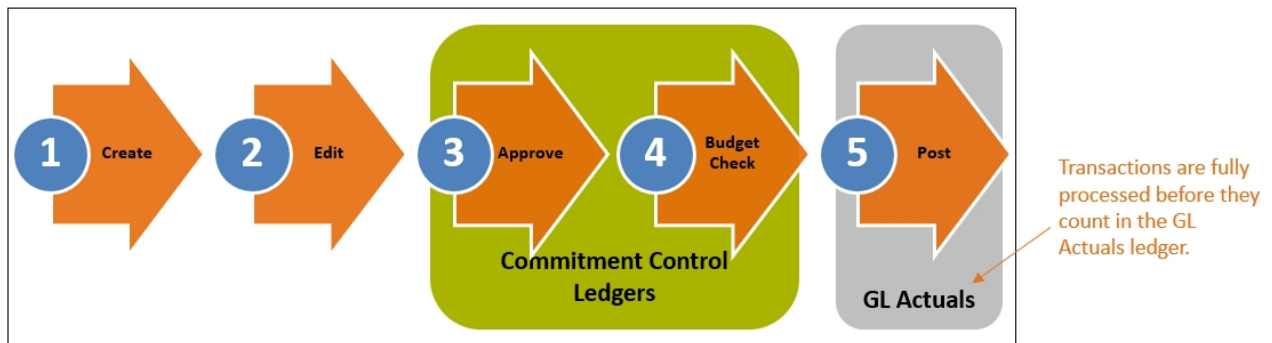 1 Create
2 Edit
3 Approve
4 Budget
Check
5 Post
Commitment Control
Ledgers
GL Actuals
Transactions are fully
processed before they
count in the GL
Actuals ledger.